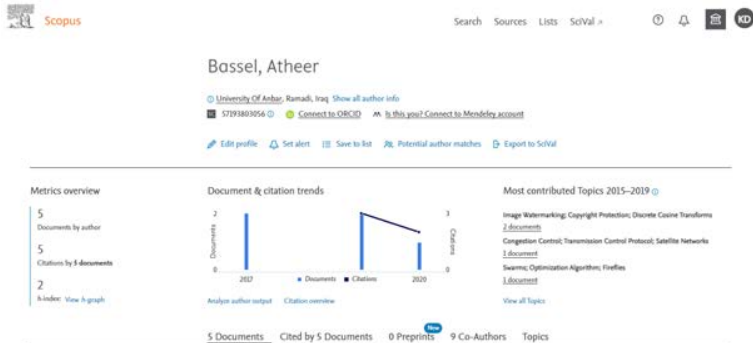 Scopus
Search Sources Lists SciVal
KD
Bassel, Atheer
University Of Anbar, Ramadi, Iraq Show all author info
57193803056 Connect to ORCID Is this you? Connect to Mendeley account
Edit profile Set alert Save to list Potential author matches Export to SciVal
Metrics overview
5
Documents by author
5
Citations by 5 documents
2
h-index: View h-graph
Document & citation trends
2
3
Documents
Citations
0
0
2017
2020
Documents Citations
Analyze author output Citation overview
Most contributed Topics 2015–2019
Image Watermarking; Copyright Protection; Discrete Cosine Transforms
2 documents
Congestion Control; Transmission Control Protocol; Satellite Networks
1 document
Swarms; Optimization Algorithm; Fireflies
1 document
View all Topics
New
5 Documents Cited by 5 Documents 0 Preprints 9 Co-Authors Topics